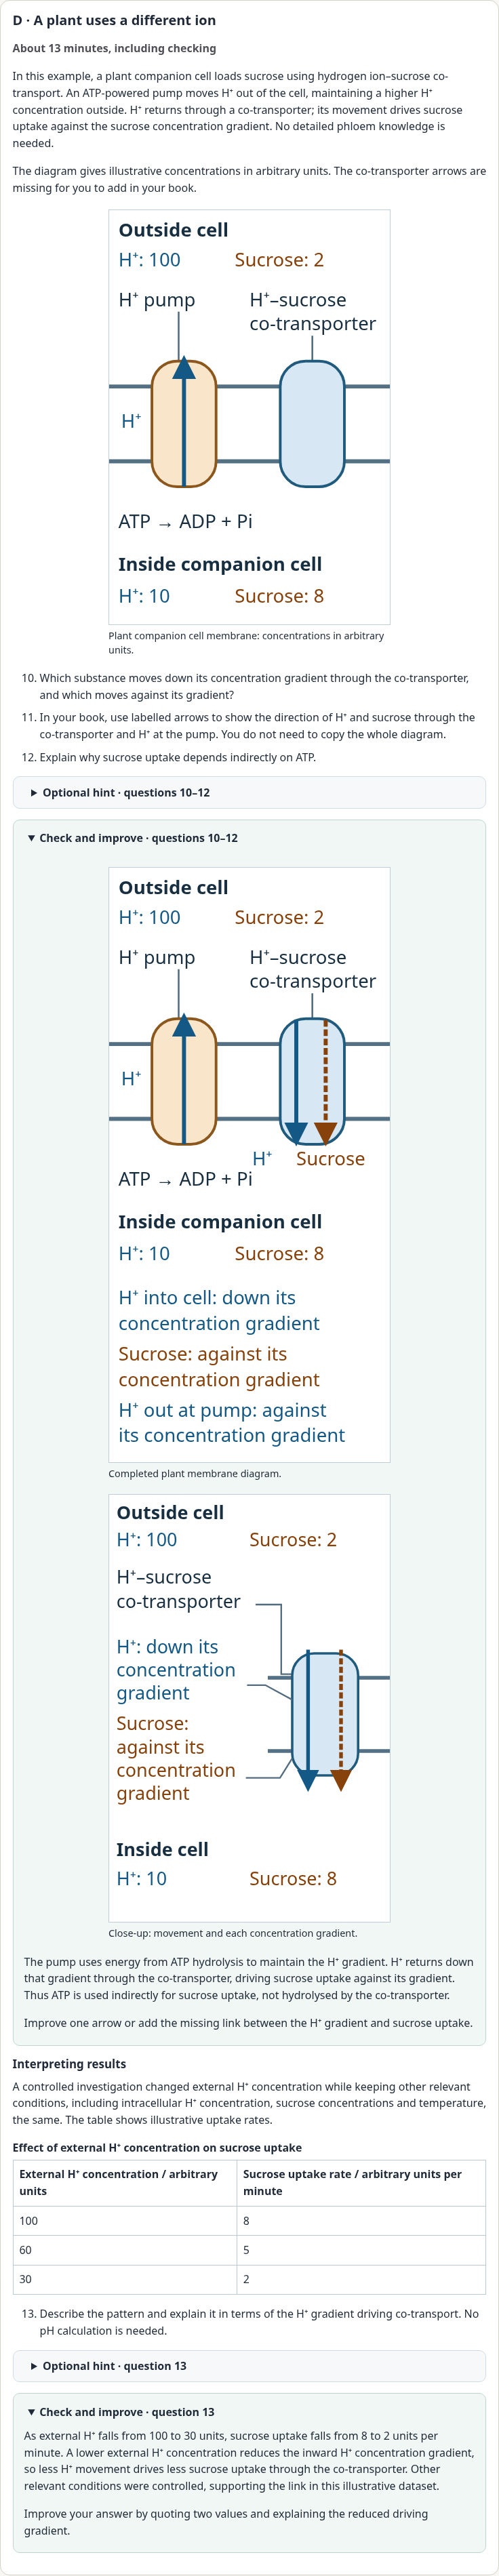 D · A plant uses a different ion
About 13 minutes, including checking
In this example, a plant companion cell loads sucrose using hydrogen ion–sucrose co-
transport. An ATP-powered pump moves H⁺ out of the cell, maintaining a higher H⁺
concentration outside. H⁺ returns through a co-transporter; its movement drives sucrose
uptake against the sucrose concentration gradient. No detailed phloem knowledge is
needed.
The diagram gives illustrative concentrations in arbitrary units. The co-transporter arrows are
missing for you to add in your book.
Outside cell
H⁺: 100 Sucrose: 2
H⁺ pump
H⁺–sucrose
co-transporter
H⁺
ATP → ADP + Pi
Inside companion cell
H⁺: 10 Sucrose: 8
Plant companion cell membrane: concentrations in arbitrary
units.
10. Which substance moves down its concentration gradient through the co-transporter,
and which moves against its gradient?
11. In your book, use labelled arrows to show the direction of H⁺ and sucrose through the
co-transporter and H⁺ at the pump. You do not need to copy the whole diagram.
12. Explain why sucrose uptake depends indirectly on ATP.
▶ Optional hint · questions 10–12
▼ Check and improve · questions 10–12
Outside cell
H⁺: 100 Sucrose: 2
H⁺ pump
H⁺–sucrose
co-transporter
H⁺
H⁺ Sucrose
ATP → ADP + Pi
Inside companion cell
H⁺: 10 Sucrose: 8
H⁺ into cell: down its
concentration gradient
Sucrose: against its
concentration gradient
H⁺ out at pump: against
its concentration gradient
Completed plant membrane diagram.
Outside cell
H⁺: 100 Sucrose: 2
H⁺–sucrose
co-transporter
H⁺: down its
concentration
gradient
Sucrose:
against its
concentration
gradient
Inside cell
H⁺: 10 Sucrose: 8
Close-up: movement and each concentration gradient.
The pump uses energy from ATP hydrolysis to maintain the H⁺ gradient. H⁺ returns down
that gradient through the co-transporter, driving sucrose uptake against its gradient.
Thus ATP is used indirectly for sucrose uptake, not hydrolysed by the co-transporter.
Improve one arrow or add the missing link between the H⁺ gradient and sucrose uptake.
Interpreting results
A controlled investigation changed external H⁺ concentration while keeping other relevant
conditions, including intracellular H⁺ concentration, sucrose concentrations and temperature,
the same. The table shows illustrative uptake rates.
Effect of external H⁺ concentration on sucrose uptake
External H⁺ concentration / arbitrary
units
Sucrose uptake rate / arbitrary units per
minute
100 8
60 5
30 2
13. Describe the pattern and explain it in terms of the H⁺ gradient driving co-transport. No
pH calculation is needed.
▶ Optional hint · question 13
▼ Check and improve · question 13
As external H⁺ falls from 100 to 30 units, sucrose uptake falls from 8 to 2 units per
minute. A lower external H⁺ concentration reduces the inward H⁺ concentration gradient,
so less H⁺ movement drives less sucrose uptake through the co-transporter. Other
relevant conditions were controlled, supporting the link in this illustrative dataset.
Improve your answer by quoting two values and explaining the reduced driving
gradient.